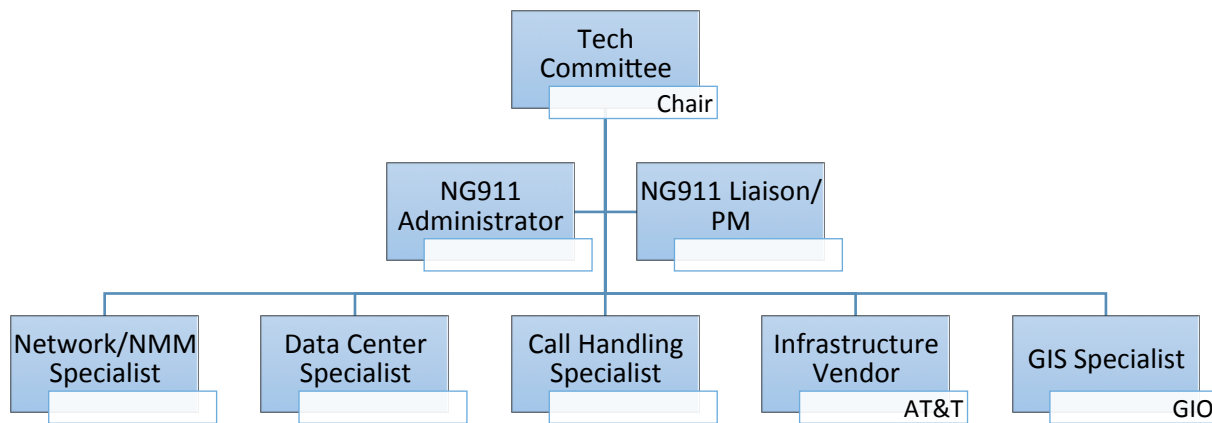 Tech
Committee
Chair
NG911
Administrator
NG911 Liaison/
PM
Network/NMM
Specialist
Data Center
Specialist
Call Handling
Specialist
Infrastructure
Vendor
AT&T
GIS Specialist
GIO